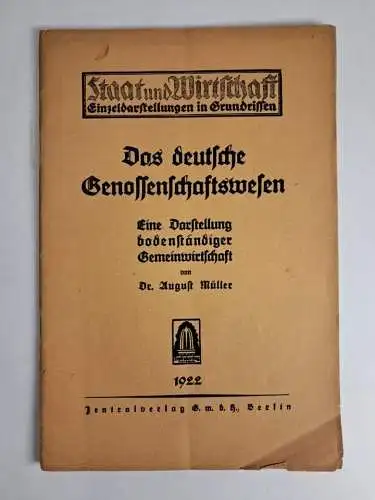 Staat und Wirtschaft
Einzeldarstellungen in Grundrissen
Das deutsche
Genossenschaftswesen
Eine Darstellung
bodenständiger
Gemeinwirtschaft
von
Dr. August Müller
1922
Zentralverlag G. m. b. H., Berlin